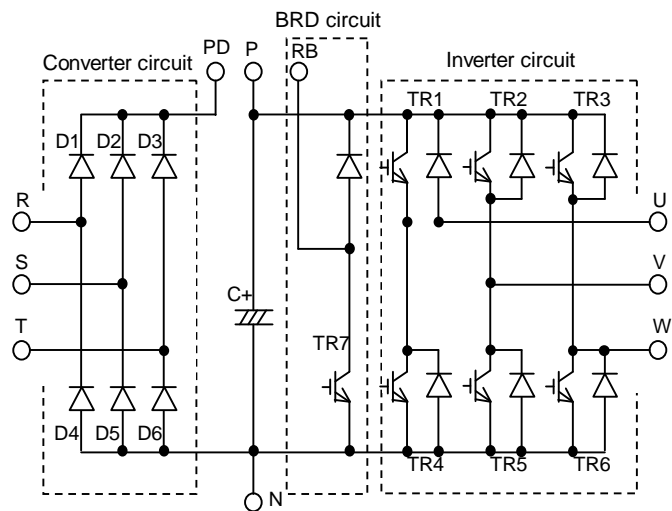 BRD circuit
Converter circuit
PD
P
RB
Inverter circuit
TR1
TR2
TR3
D1
D2
D3
R
U
S
V
C+
T
TR7
W
D4
D5
D6
TR4
TR5
TR6
N